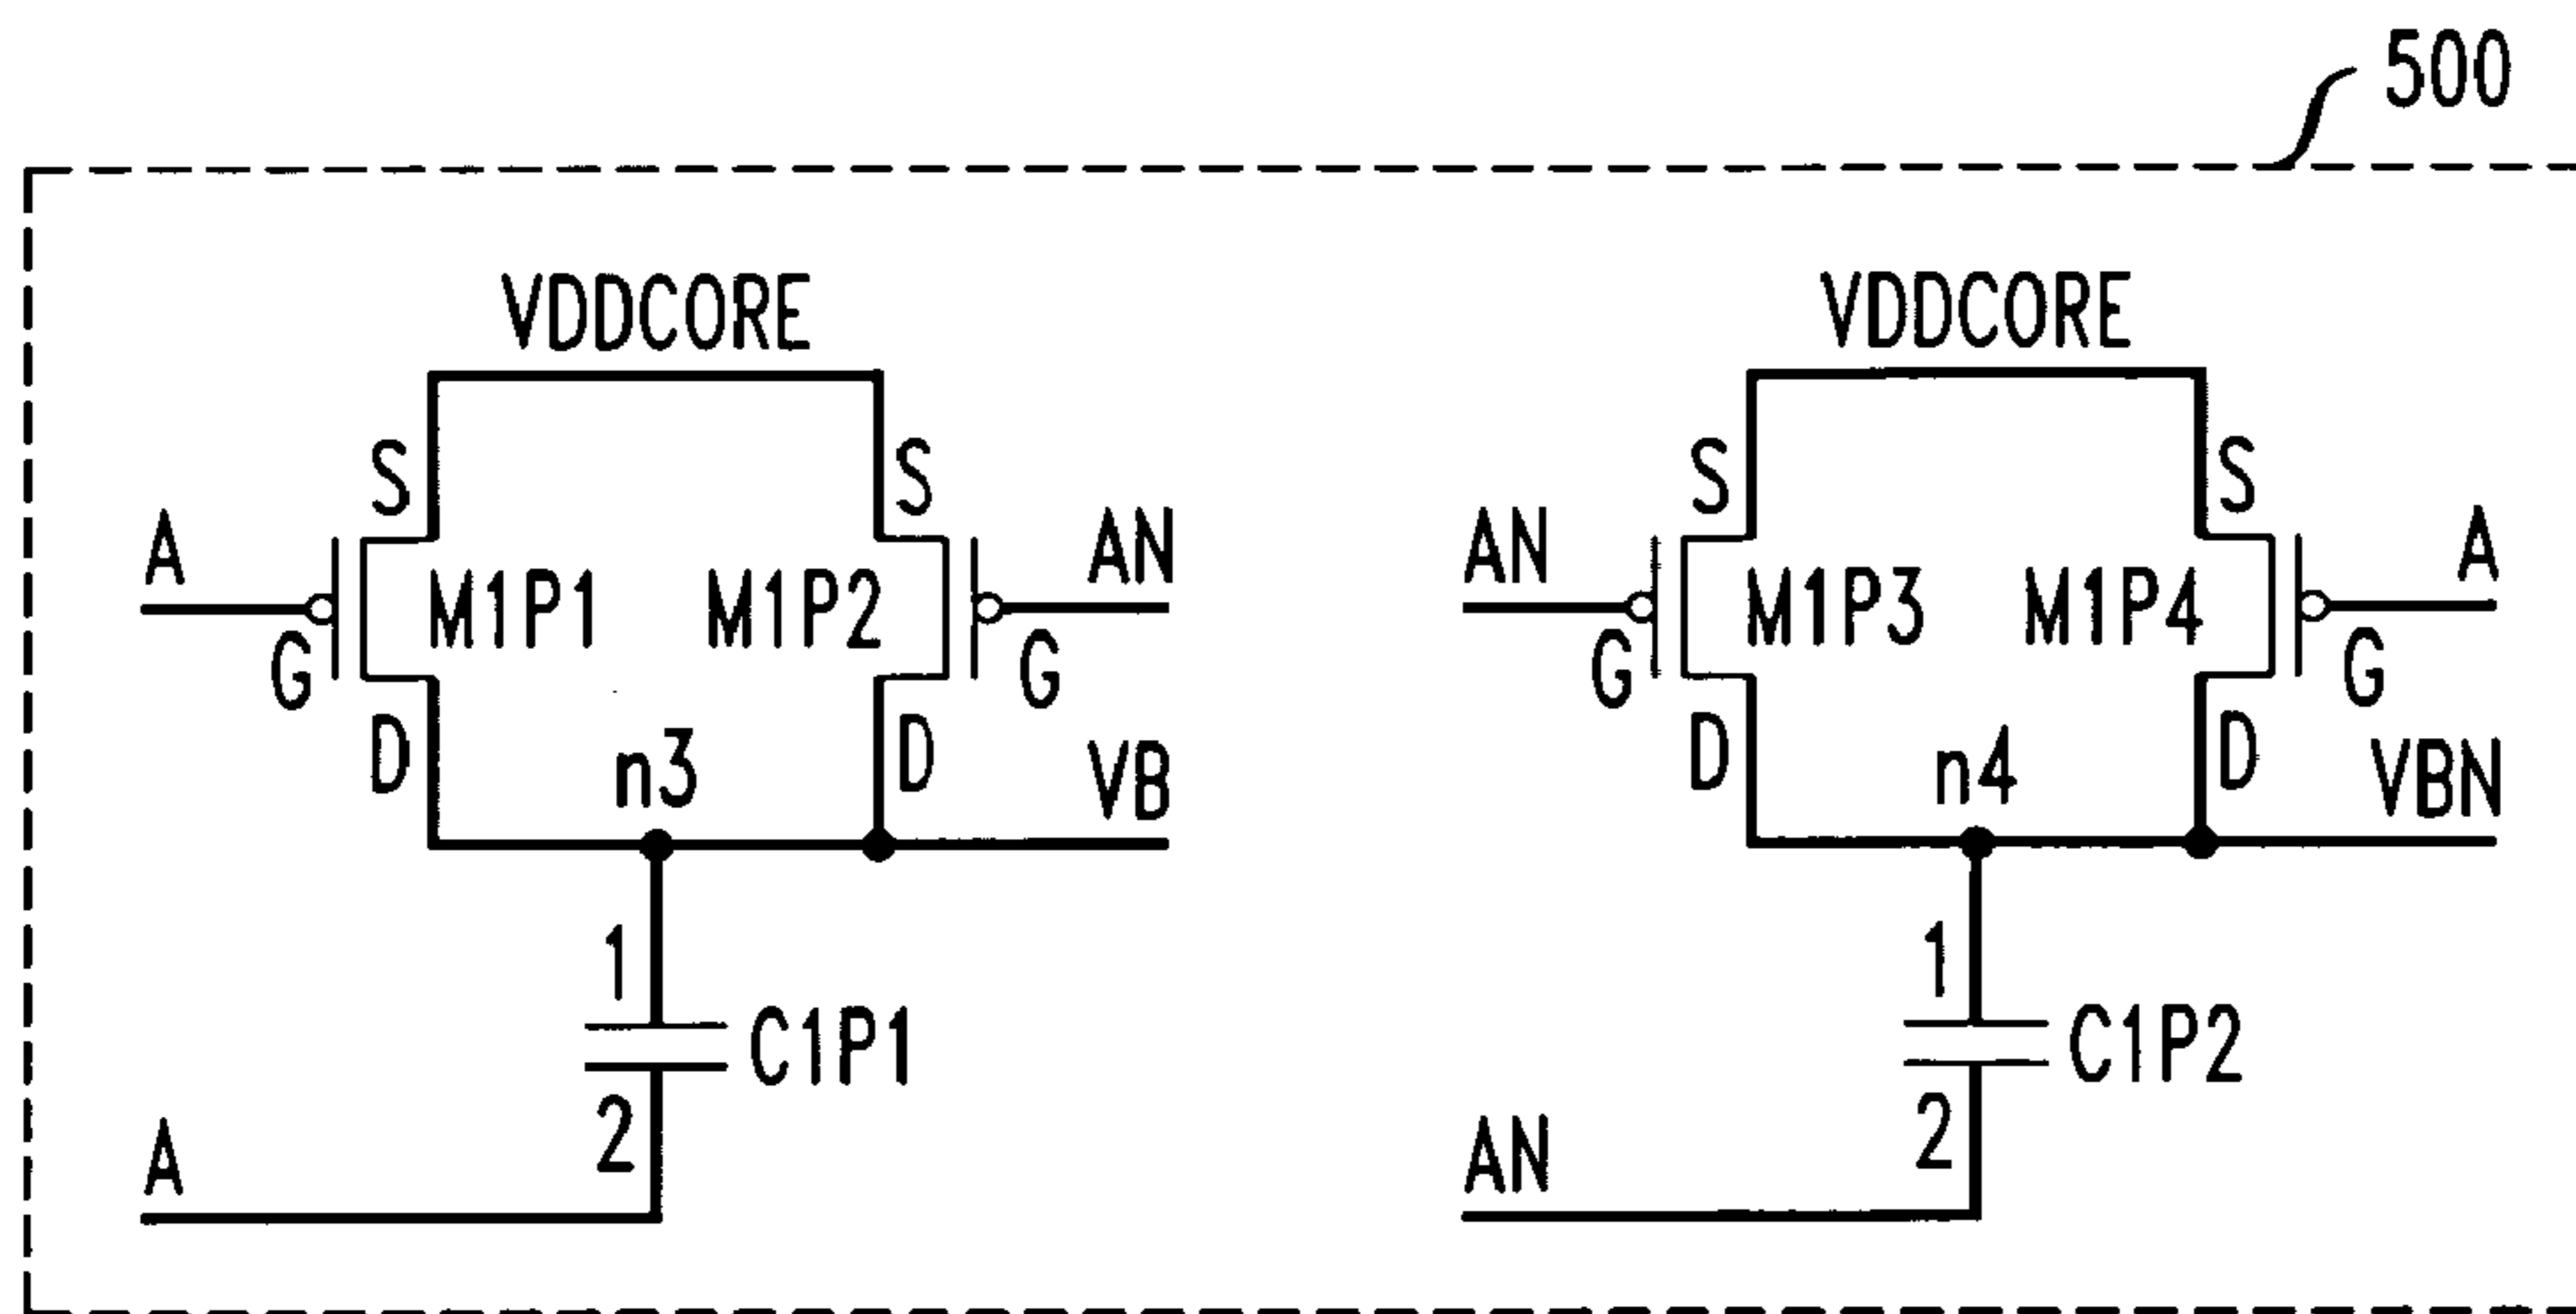 500
VDDCORE VDDCORE
S S S S
A AN AN A
M1P1 M1P2 M1P3 M1P4
G G G G
D D D D
n3 VB n4 VBN
1 1
C1P1 C1P2
2 2
A AN